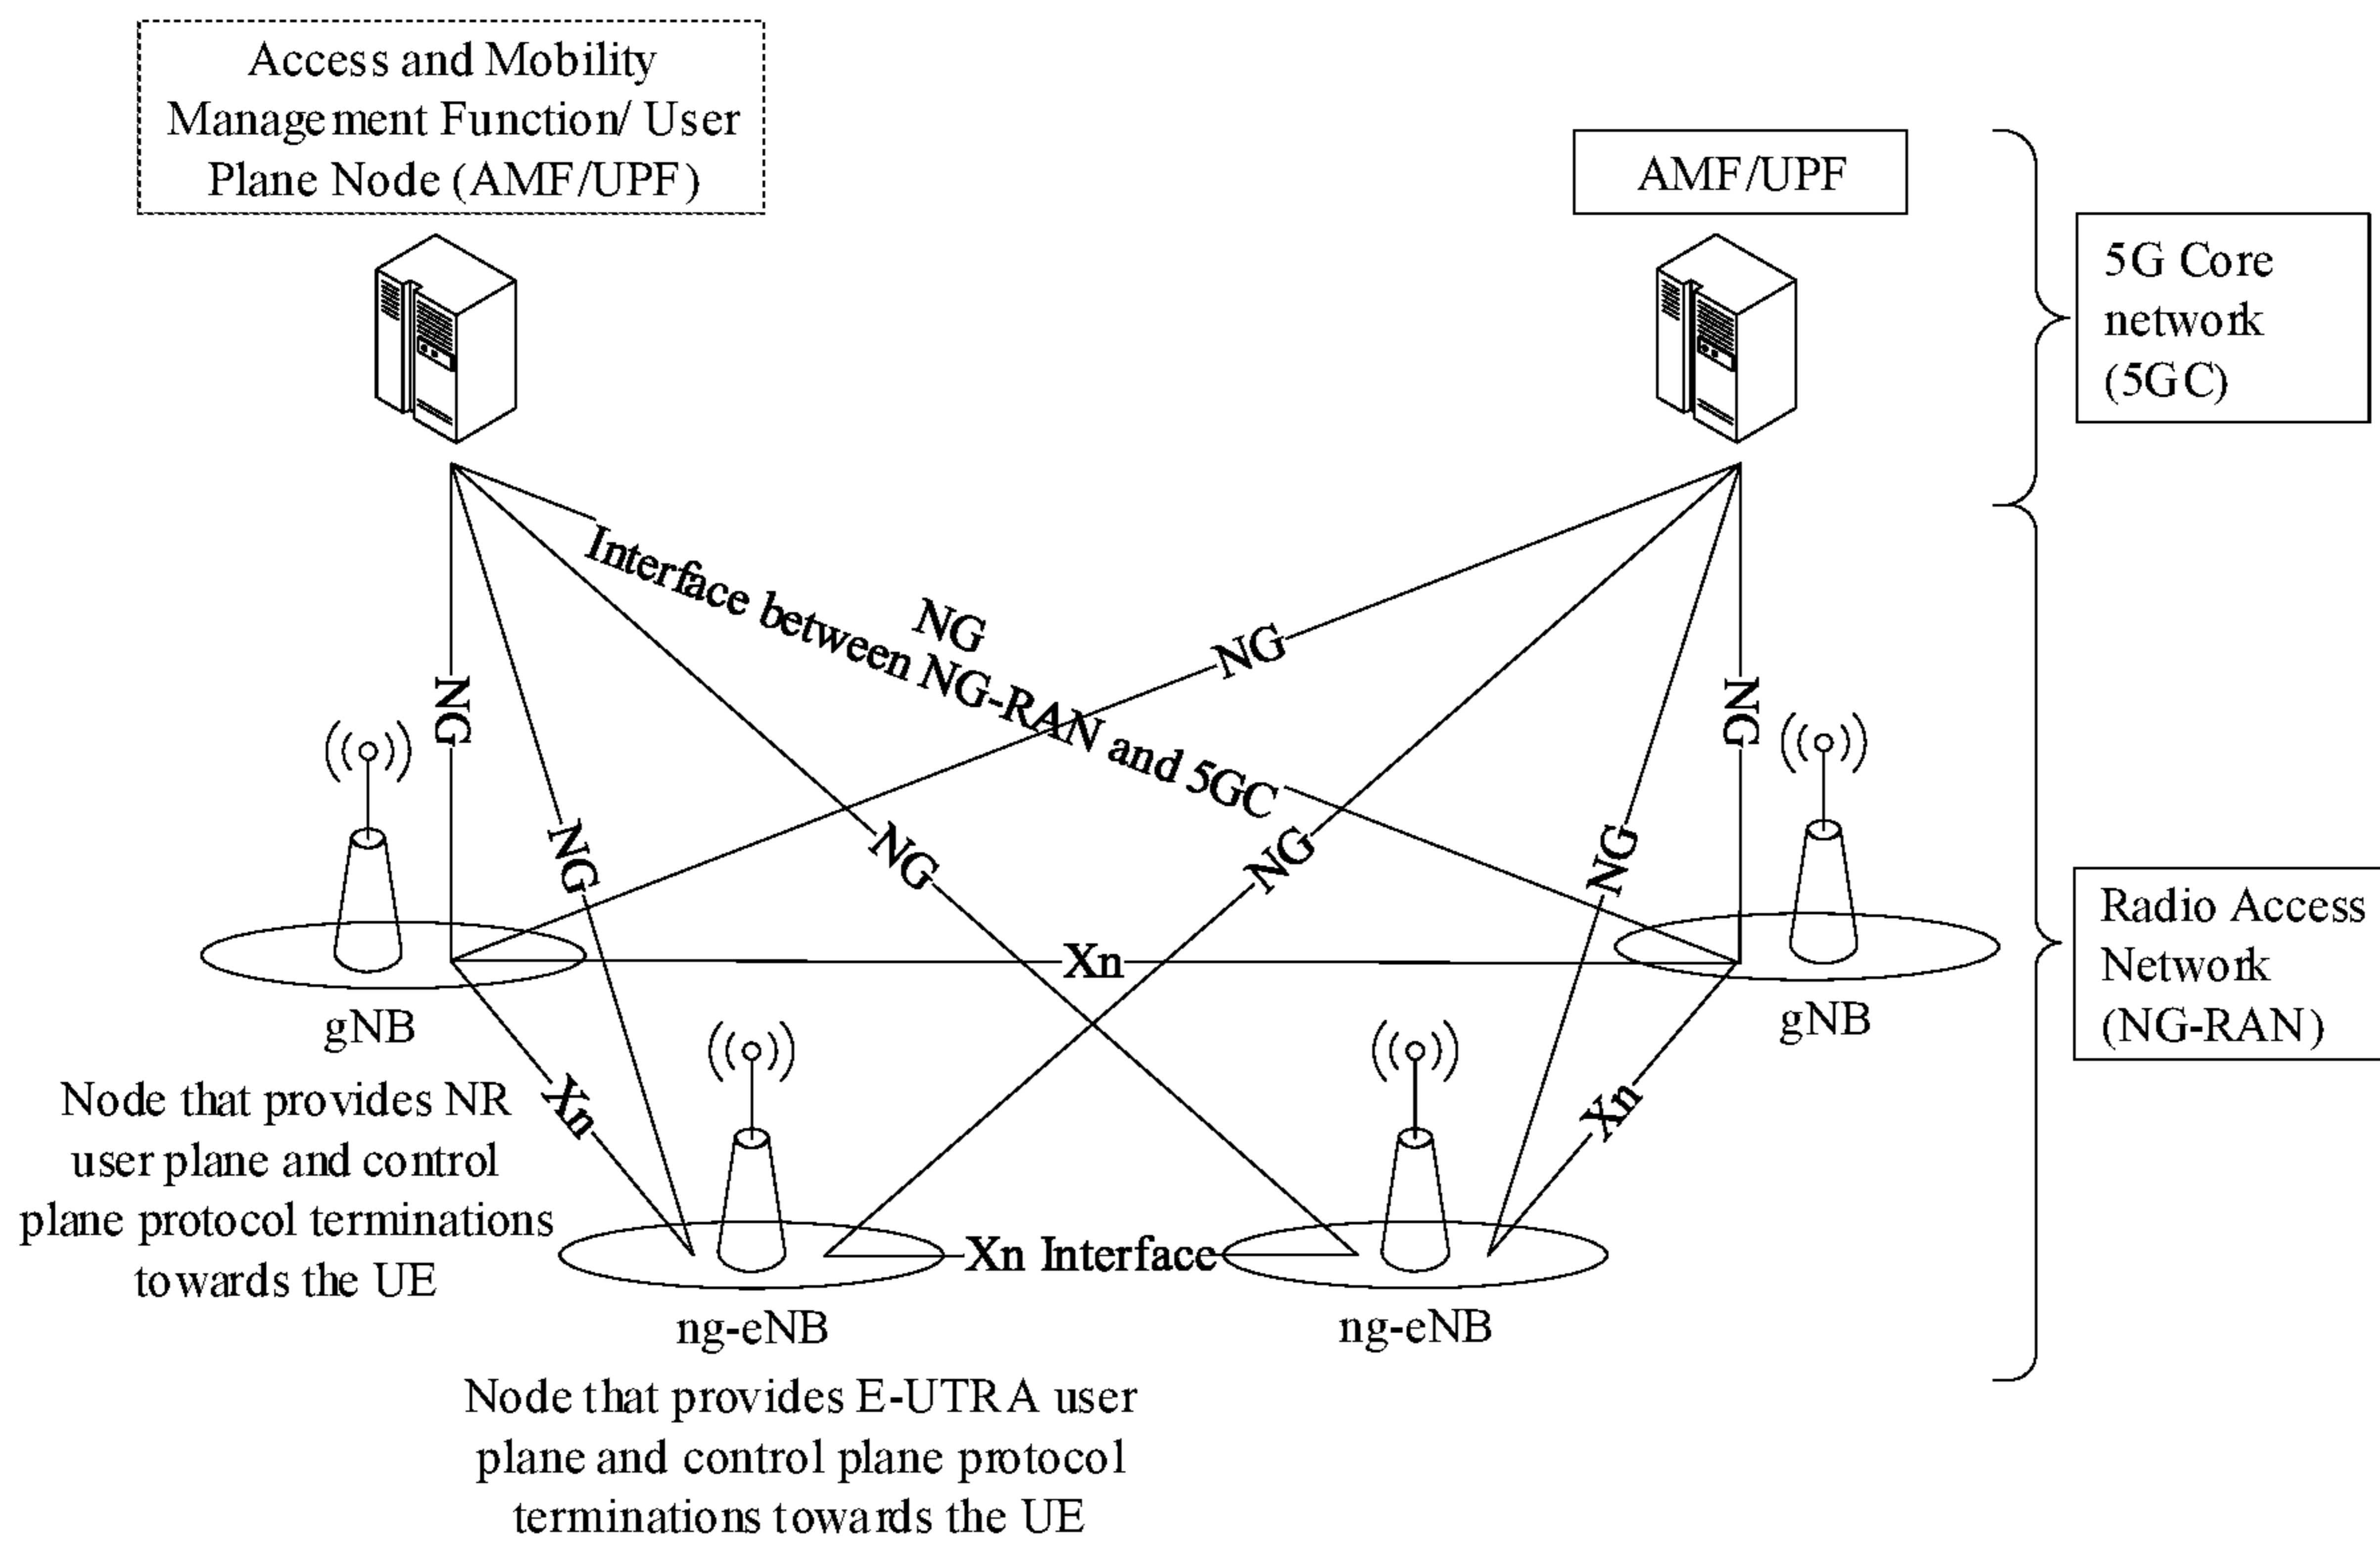 Access and Mobility
Management Function/ User
Plane Node (AMF/UPF)
AMF/UPF
5G Core
network
(5GC)
NG
Interface between NG-RAN and 5GC
NG
NG
NG
NG
NG
NG
NG
Xn
gNB
gNB
Radio Access
Network
(NG-RAN)
Node that provides NR
user plane and control
plane protocol terminations
towards the UE
Xn
Xn
Xn Interface
ng-eNB
ng-eNB
Node that provides E-UTRA user
plane and control plane protocol
terminations towards the UE